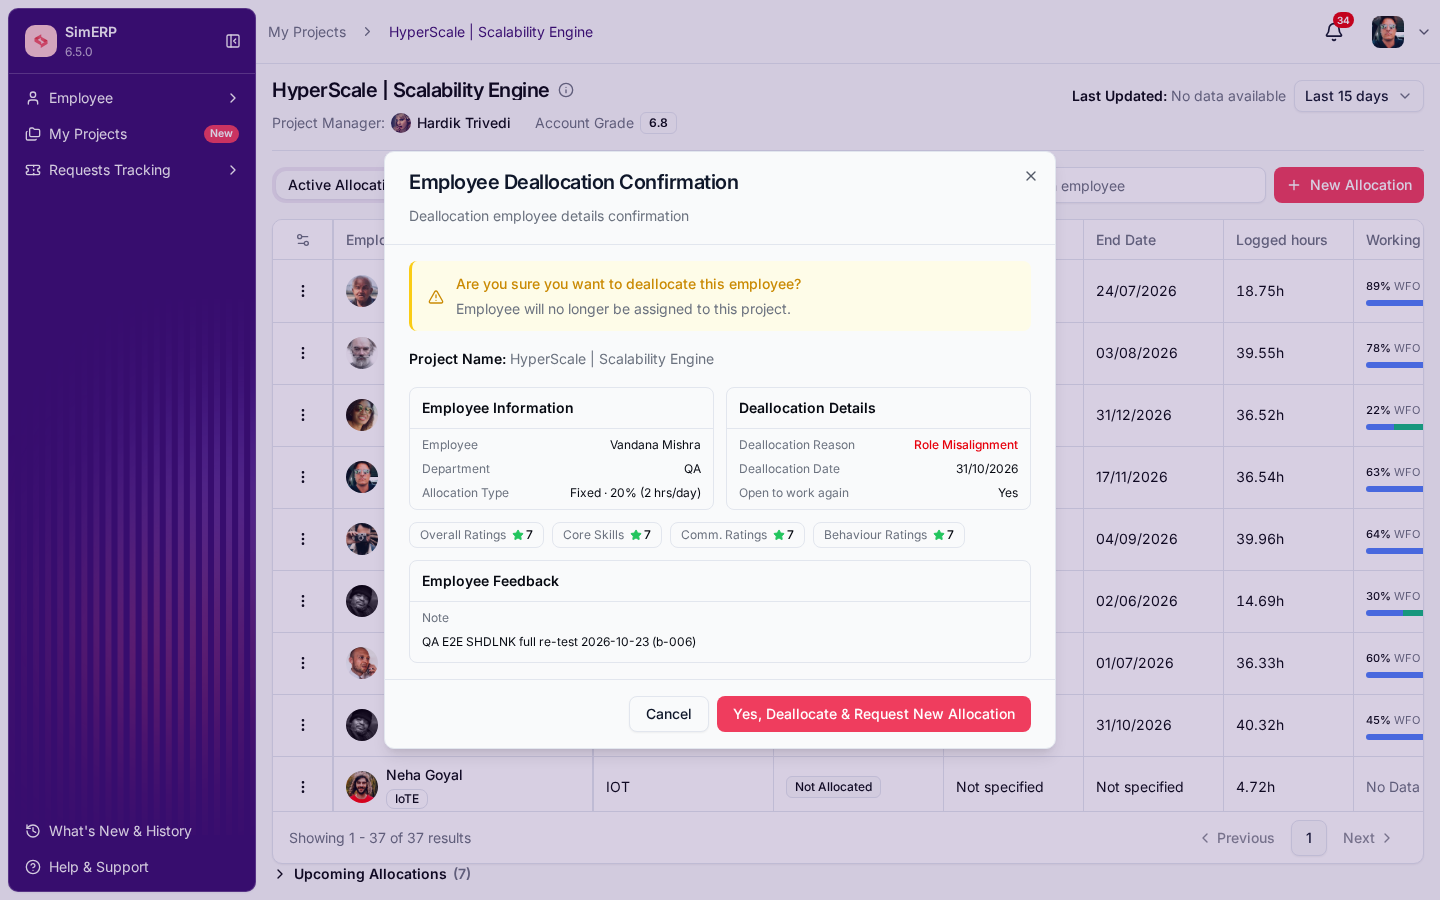 SimERP
6.5.0
Employee
My Projects
New
Requests Tracking
What's New & History
Help & Support
My Projects
HyperScale | Scalability Engine
34
HyperScale | Scalability Engine
Project Manager:
Hardik Trivedi
Account Grade
6.8
Last Updated: No data available
Last 15 days
Active Allocati
employee
New Allocation
Emplo
End Date
Logged hours
Working
24/07/2026
18.75h
89% WFO
03/08/2026
39.55h
78% WFO
31/12/2026
36.52h
22% WFO
17/11/2026
36.54h
63% WFO
04/09/2026
39.96h
64% WFO
02/06/2026
14.69h
30% WFO
01/07/2026
36.33h
60% WFO
31/10/2026
40.32h
45% WFO
Neha Goyal
IoTE
IOT
Not Allocated
Not specified
Not specified
4.72h
No Data
Showing 1 - 37 of 37 results
Previous
1
Next
Upcoming Allocations (7)
Employee Deallocation Confirmation
Deallocation employee details confirmation
Are you sure you want to deallocate this employee?
Employee will no longer be assigned to this project.
Project Name: HyperScale | Scalability Engine
Employee Information
Employee
Vandana Mishra
Department
QA
Allocation Type
Fixed · 20% (2 hrs/day)
Deallocation Details
Deallocation Reason
Role Misalignment
Deallocation Date
31/10/2026
Open to work again
Yes
Overall Ratings 7
Core Skills 7
Comm. Ratings 7
Behaviour Ratings 7
Employee Feedback
Note
QA E2E SHDLNK full re-test 2026-10-23 (b-006)
Cancel
Yes, Deallocate & Request New Allocation